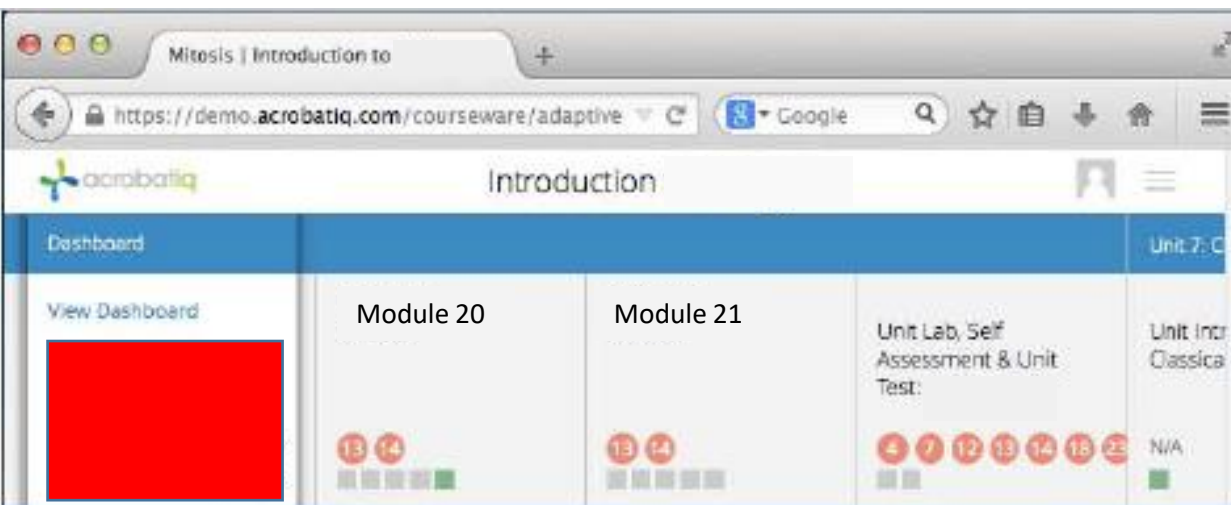 Mitosis | Introduction to
https://demo.acrobatiq.com/courseware/adaptive
Google
acrobatiq
Introduction
Dashboard
Unit 7: C
View Dashboard
Module 20
Module 21
Unit Lab, Self
Assessment & Unit
Test:
Unit Intr
Classica
13 14
13 14
4 7 12 13 14 18 23
N/A